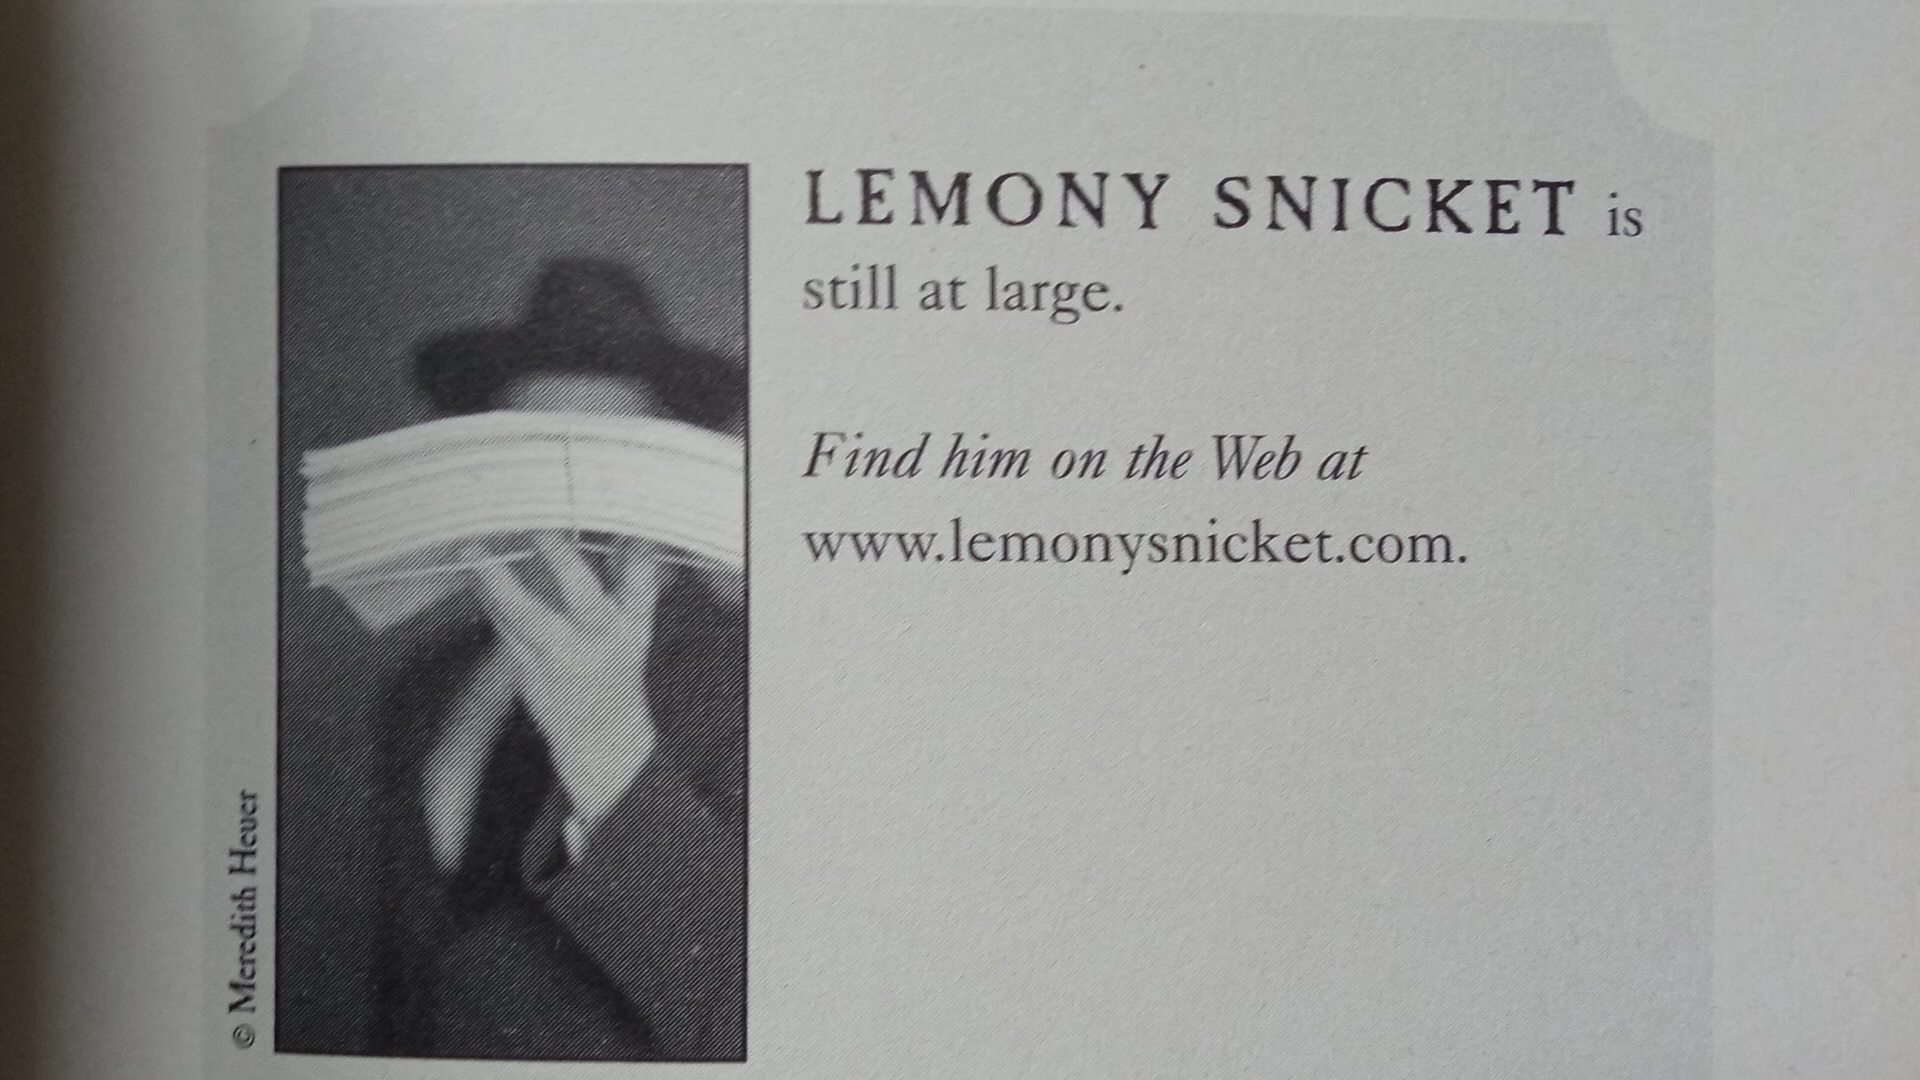 LEMONY SNICKET is
still at large.
Find him on the Web at
www.lemonysnicket.com.
© Meredith Heuer